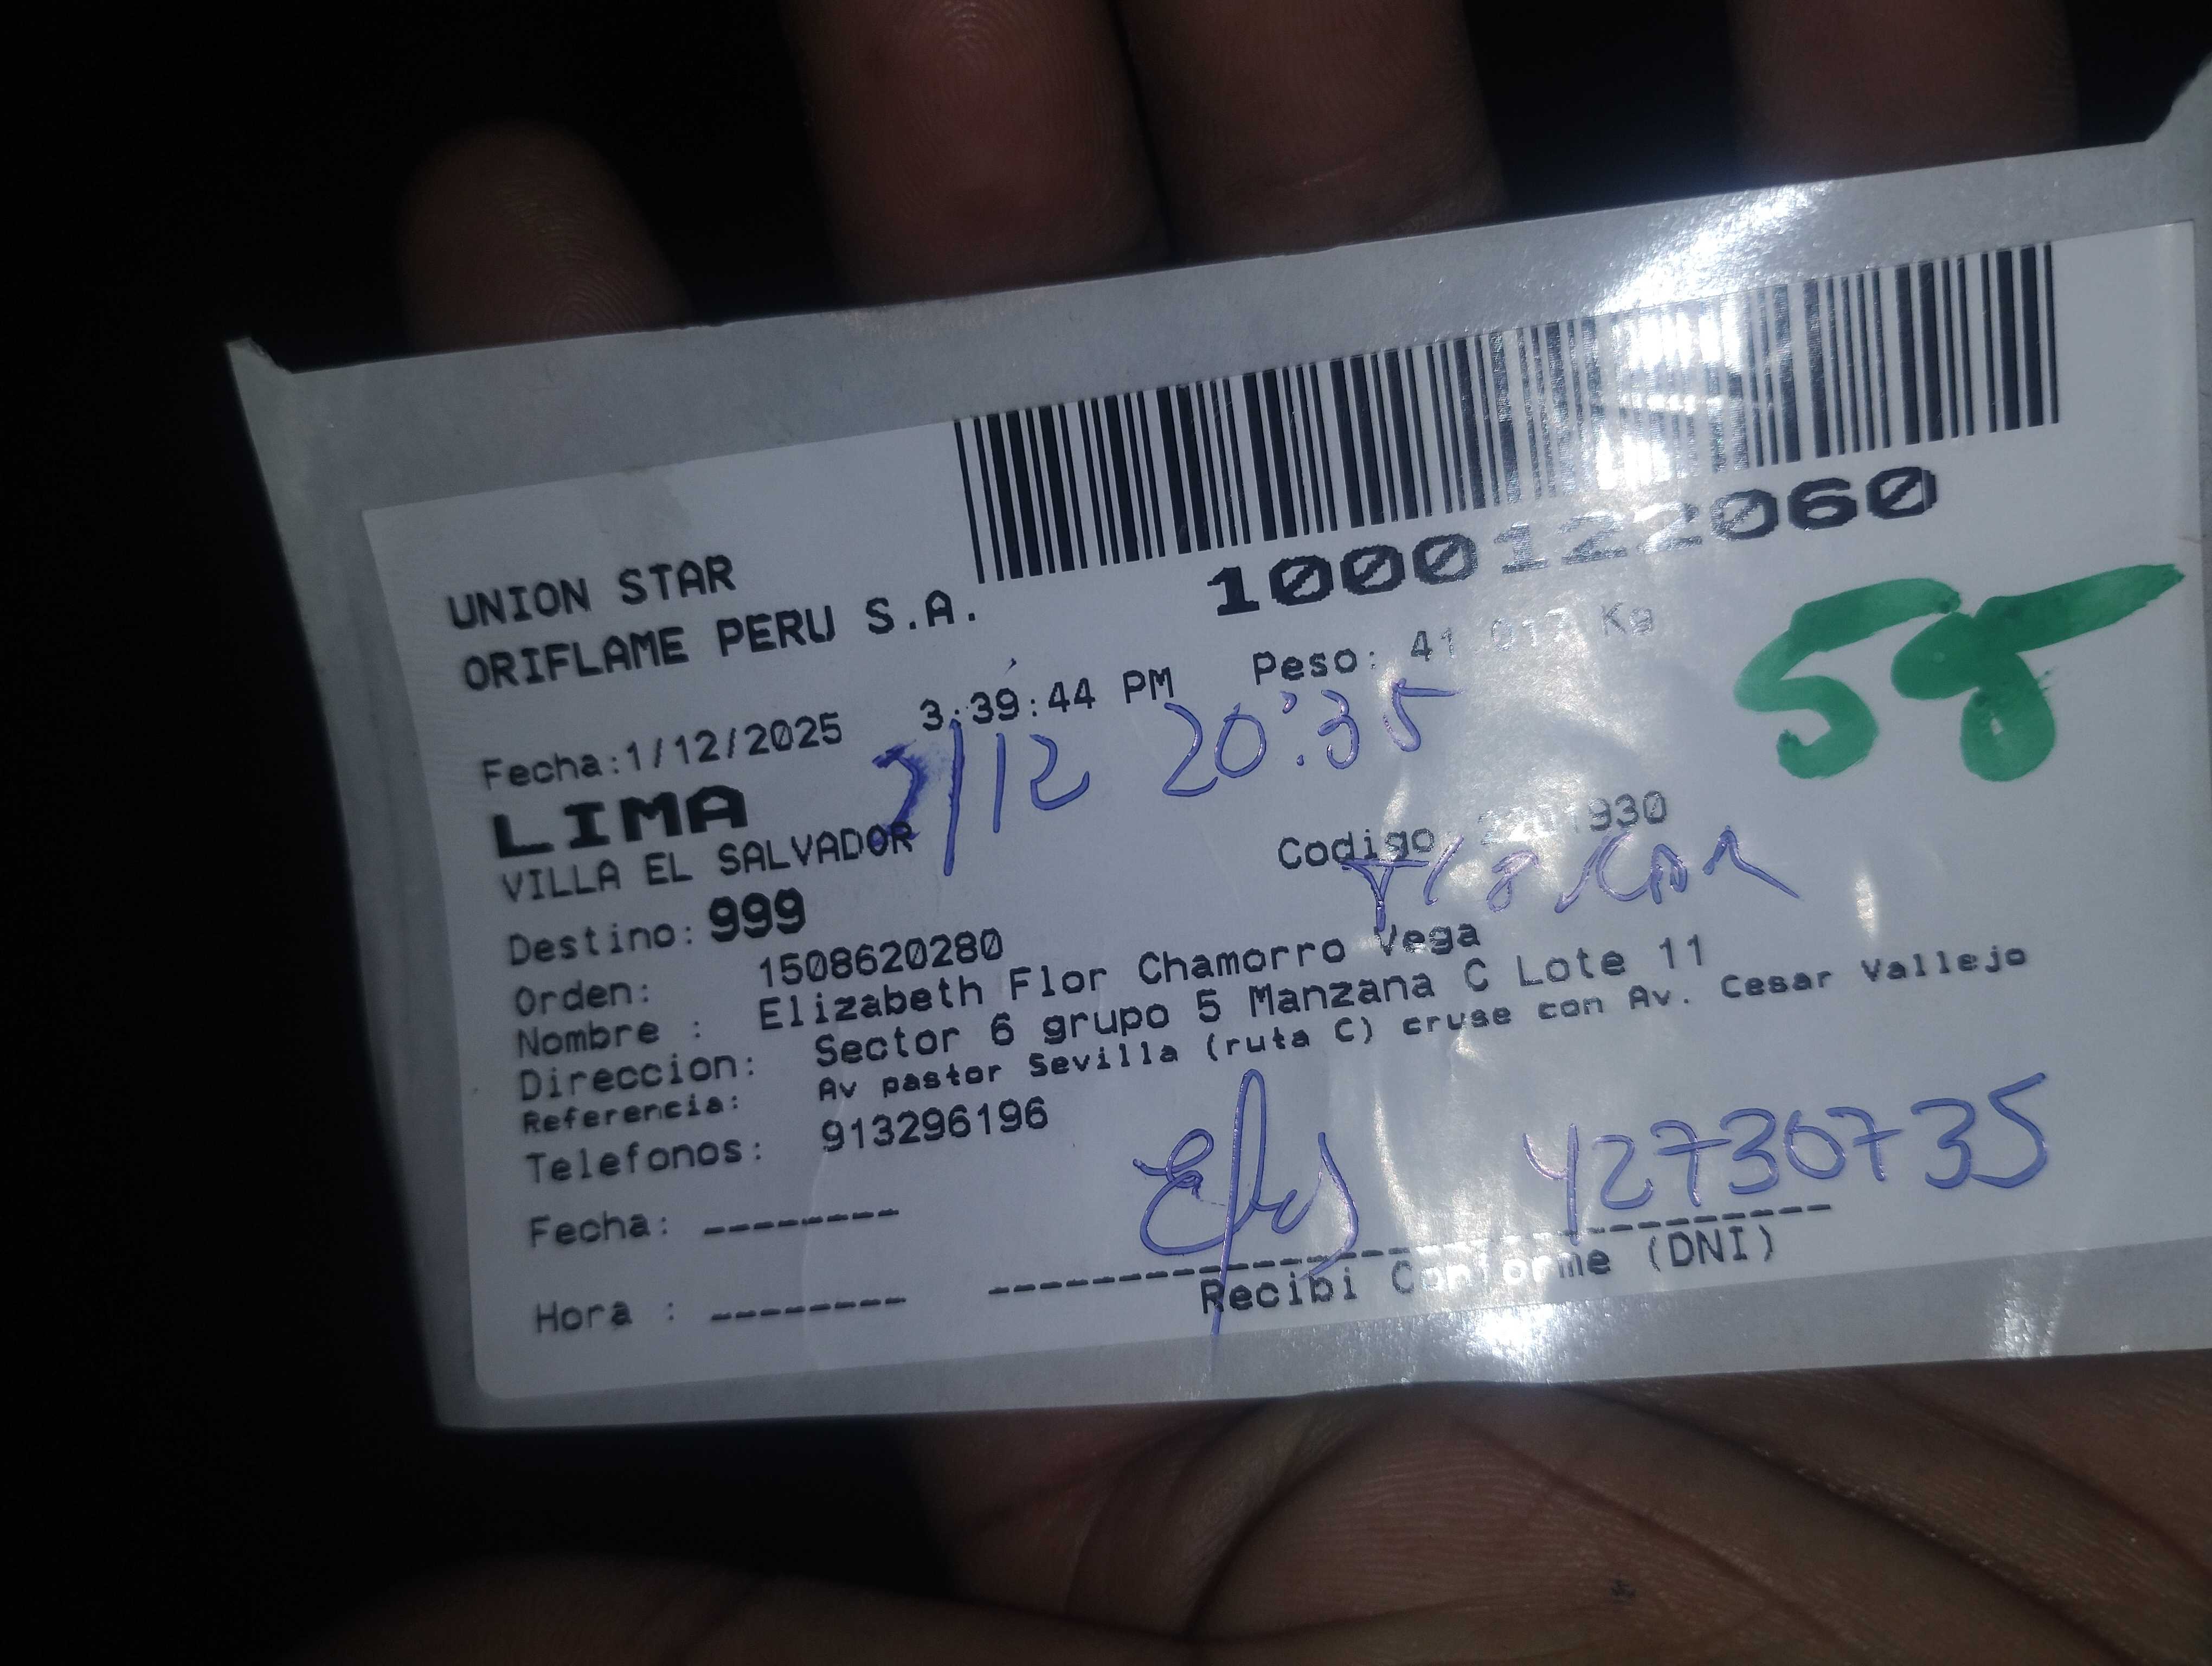 1000122060
UNION STAR
ORIFLAME PERU S.A.
58
Fecha:1/12/2025 3:39:44 PM Peso: Kg
/12 20:35
LIMA
VILLA EL SALVADOR
Codigo
Destino: 999
Orden: 1508620280
Nombre : Elizabeth Flor Chamorro Vega
Direccion: Sector 6 grupo 5 Manzana C Lote 11
Referencia: Av pastor Sevilla (ruta C) cruse con Av. Cesar Vallejo
Telefonos: 913296196
42730735
Fecha: --------
Hora : --------
Recibi Conforme (DNI)